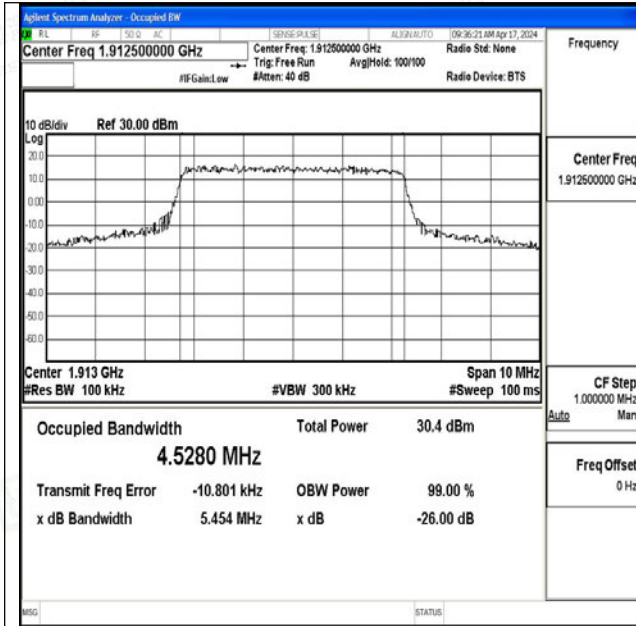 Agilent Spectrum Analyzer - Occupied BW
RL RF 50 Ω AC SENSE:PULSE ALIGNAUTO 09:36:21 AM Apr 17, 2024
Center Freq 1.912500000 GHz
Center Freq: 1.912500000 GHz
Radio Std: None
Trig: Free Run
Avg|Hold: 100/100
#IFGain:Low
#Atten: 40 dB
Radio Device: BTS
10 dB/div Ref 30.00 dBm
Log
20.0
10.0
0.00
-10.0
-20.0
-30.0
-40.0
-50.0
-60.0
Center 1.913 GHz Span 10 MHz
#Res BW 100 kHz #VBW 300 kHz #Sweep 100 ms
Occupied Bandwidth Total Power 30.4 dBm
4.5280 MHz
Transmit Freq Error -10.801 kHz OBW Power 99.00 %
x dB Bandwidth 5.454 MHz x dB -26.00 dB
MSG STATUS
Frequency
Center Freq
1.912500000 GHz
CF Step
1.000000 MHz
Auto Man
Freq Offset
0 Hz